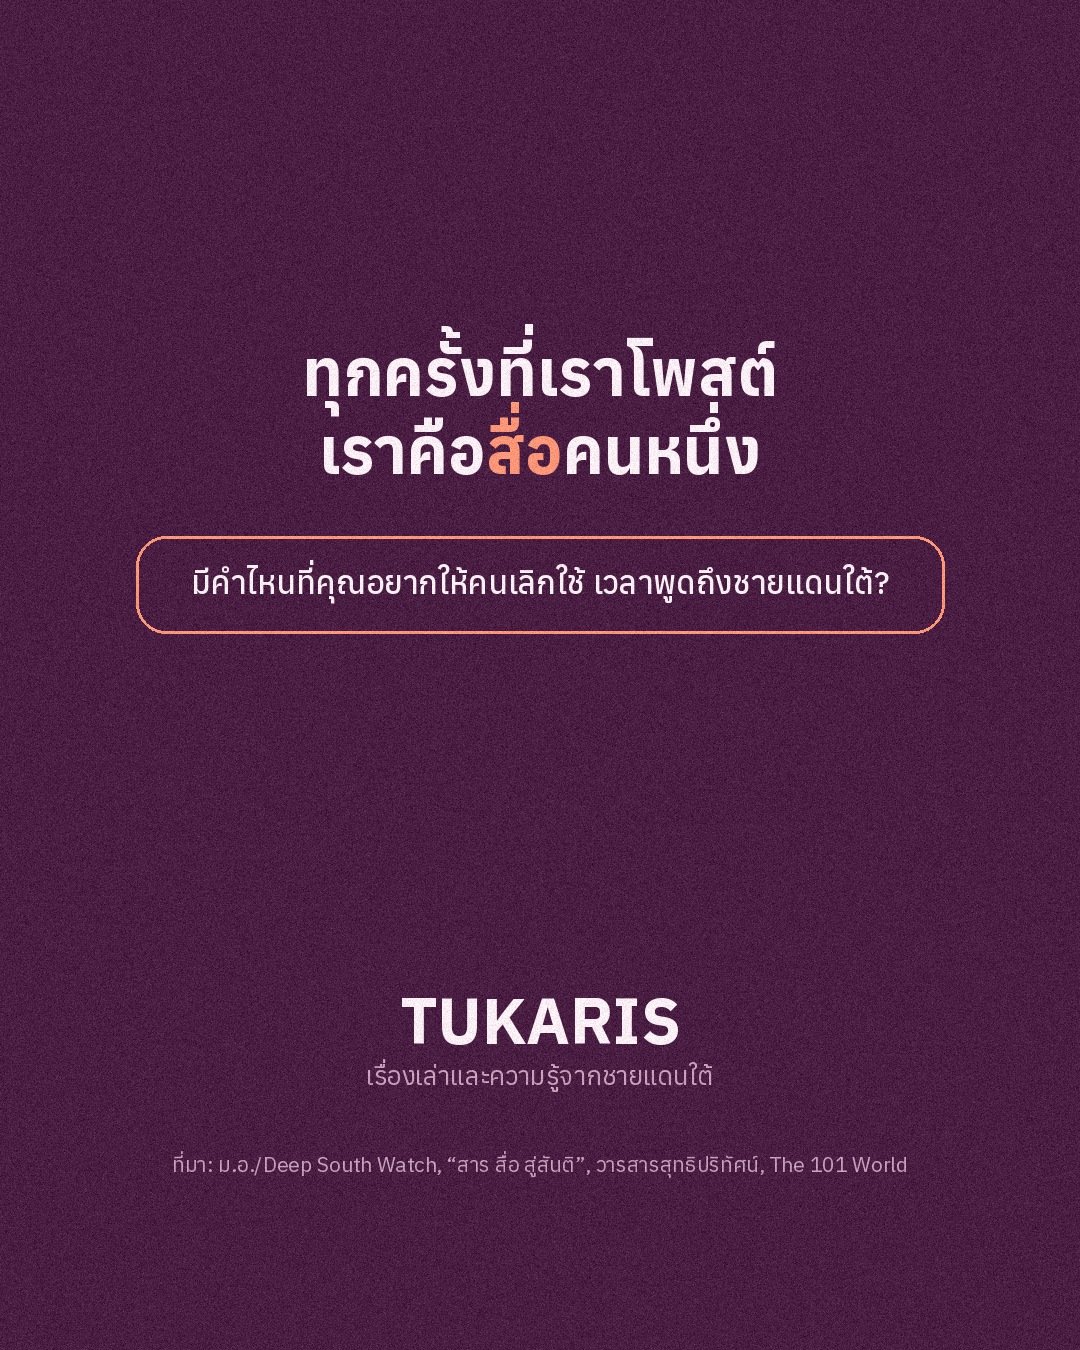 ทุกครั้งที่เราโพสต์
เราคือสื่อคนหนึ่ง
มีคำไหนที่คุณอยากให้คนเลิกใช้ เวลาพูดถึงชายแดนใต้?
TUKARIS
เรื่องเล่าและความรู้จากชายแดนใต้
ที่มา: ม.อ./Deep South Watch, “สาร สื่อ สู่สันติ”, วารสารสุทธิปริทัศน์, The 101 World